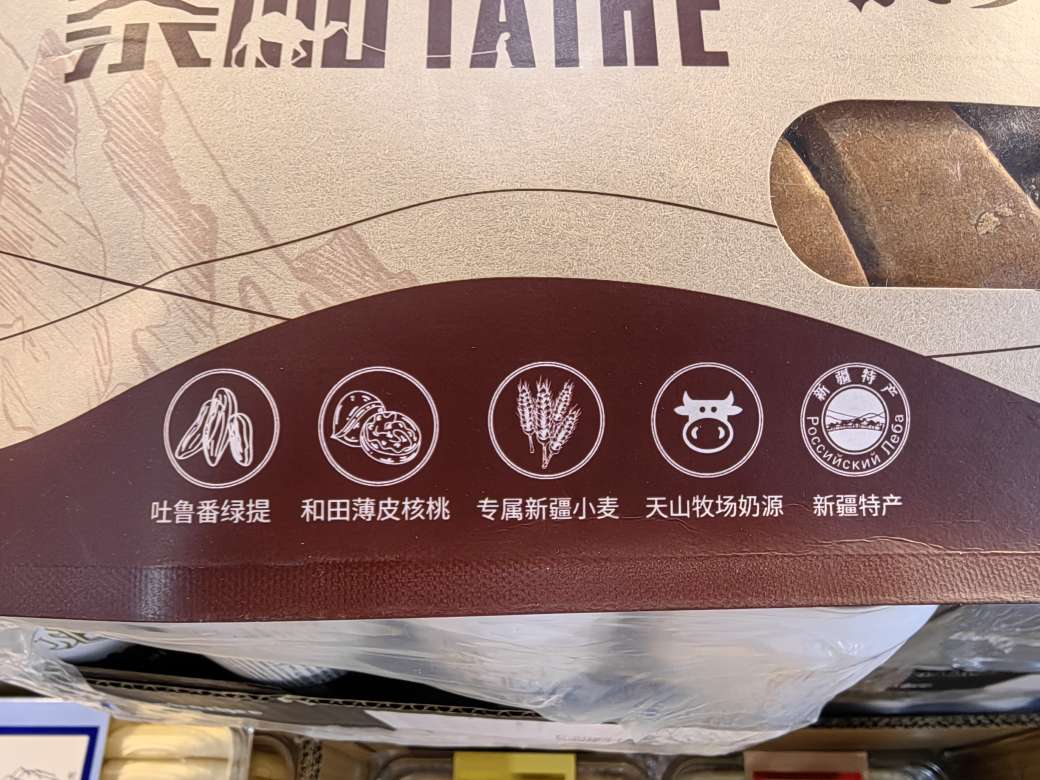 吐鲁番绿提
和田薄皮核桃
专属新疆小麦
天山牧场奶源
新疆特产
Российский Леба
新疆特产